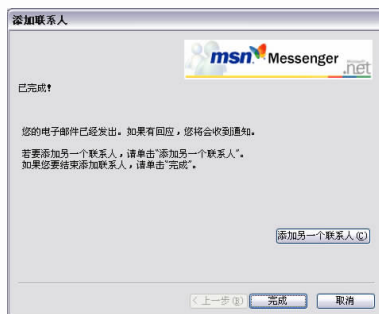 添加联系人
msn Messenger
.net
已完成!
您的电子邮件已经发出。如果有回应，您将会收到通知。
若要添加另一个联系人，请单击"添加另一个联系人"。
如果您要结束添加联系人，请单击"完成"。
添加另一个联系人(C)
<上一步(B) 完成 取消